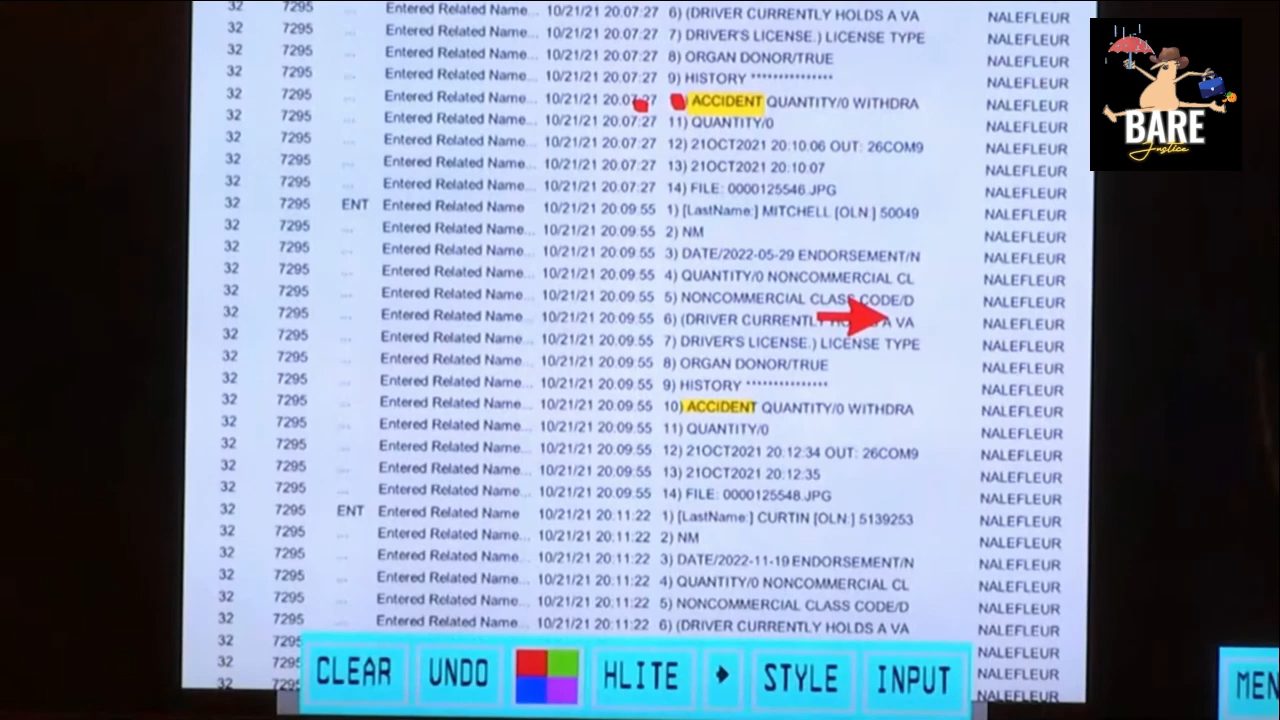 32 7295 ... Entered Related Name... 10/21/21 20:07:27 6) (DRIVER CURRENTLY HOLDS A VA NALEFLEUR
32 7295 ... Entered Related Name... 10/21/21 20:07:27 7) DRIVER'S LICENSE.) LICENSE TYPE NALEFLEUR
32 7295 ... Entered Related Name... 10/21/21 20:07:27 8) ORGAN DONOR/TRUE NALEFLEUR
32 7295 ... Entered Related Name... 10/21/21 20:07:27 9) HISTORY *************** NALEFLEUR
32 7295 ... Entered Related Name... 10/21/21 ACCIDENT QUANTITY/0 WITHDRA NALEFLEUR
32 7295 ... Entered Related Name... 10/21/21 20:07:27 11) QUANTITY/0 NALEFLEUR
32 7295 ... Entered Related Name... 10/21/21 20:07:27 12) 21OCT2021 20:10:06 OUT: 26COM9 NALEFLEUR
32 7295 ... Entered Related Name... 10/21/21 20:07:27 13) 21OCT2021 20:10:07 NALEFLEUR
32 7295 ... Entered Related Name... 10/21/21 20:07:27 14) FILE: 0000125546.JPG NALEFLEUR
32 7295 ENT Entered Related Name 10/21/21 20:09:55 1) [LastName:] MITCHELL [OLN:] 50049 NALEFLEUR
32 7295 ... Entered Related Name... 10/21/21 20:09:55 2) NM NALEFLEUR
32 7295 ... Entered Related Name... 10/21/21 20:09:55 3) DATE/2022-05-29 ENDORSEMENT/N NALEFLEUR
32 7295 ... Entered Related Name... 10/21/21 20:09:55 4) QUANTITY/0 NONCOMMERCIAL CL NALEFLEUR
32 7295 ... Entered Related Name... 10/21/21 20:09:55 5) NONCOMMERCIAL CLASS CODE/D NALEFLEUR
32 7295 ... Entered Related Name... 10/21/21 20:09:55 6) (DRIVER CURRENTLY HOLDS A VA NALEFLEUR
32 7295 ... Entered Related Name... 10/21/21 20:09:55 7) DRIVER'S LICENSE.) LICENSE TYPE NALEFLEUR
32 7295 ... Entered Related Name... 10/21/21 20:09:55 8) ORGAN DONOR/TRUE NALEFLEUR
32 7295 ... Entered Related Name... 10/21/21 20:09:55 9) HISTORY *************** NALEFLEUR
32 7295 ... Entered Related Name... 10/21/21 20:09:55 10) ACCIDENT QUANTITY/0 WITHDRA NALEFLEUR
32 7295 ... Entered Related Name... 10/21/21 20:09:55 11) QUANTITY/0 NALEFLEUR
32 7295 ... Entered Related Name... 10/21/21 20:09:55 12) 21OCT2021 20:12:34 OUT: 26COM9 NALEFLEUR
32 7295 ... Entered Related Name... 10/21/21 20:09:55 13) 21OCT2021 20:12:35 NALEFLEUR
32 7295 ... Entered Related Name... 10/21/21 20:09:55 14) FILE: 0000125548.JPG NALEFLEUR
32 7295 ENT Entered Related Name 10/21/21 20:11:22 1) [LastName:] CURTIN [OLN:] 5139253 NALEFLEUR
32 7295 ... Entered Related Name... 10/21/21 20:11:22 2) NM NALEFLEUR
32 7295 ... Entered Related Name... 10/21/21 20:11:22 3) DATE/2022-11-19 ENDORSEMENT/N NALEFLEUR
32 7295 ... Entered Related Name... 10/21/21 20:11:22 4) QUANTITY/0 NONCOMMERCIAL CL NALEFLEUR
32 7295 ... Entered Related Name... 10/21/21 20:11:22 5) NONCOMMERCIAL CLASS CODE/D NALEFLEUR
32 7295 ... Entered Related Name... 10/21/21 20:11:22 6) (DRIVER CURRENTLY HOLDS A VA NALEFLEUR
32 7295 NALEFLEUR
32 7295 NALEFLEUR
32 7295 NALEFLEUR
CLEAR UNDO HLITE STYLE INPUT MEN
BARE
Justice